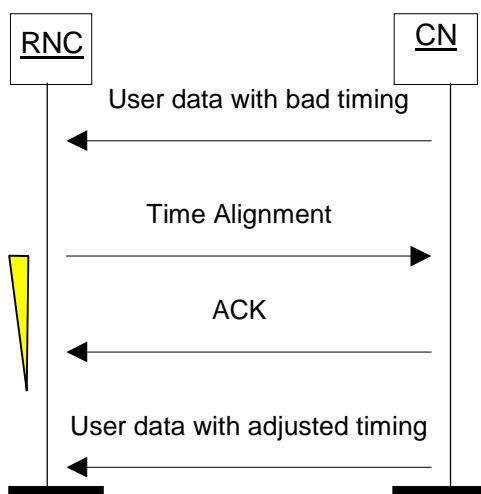 RNC
CN
User data with bad timing
Time Alignment
ACK
User data with adjusted timing